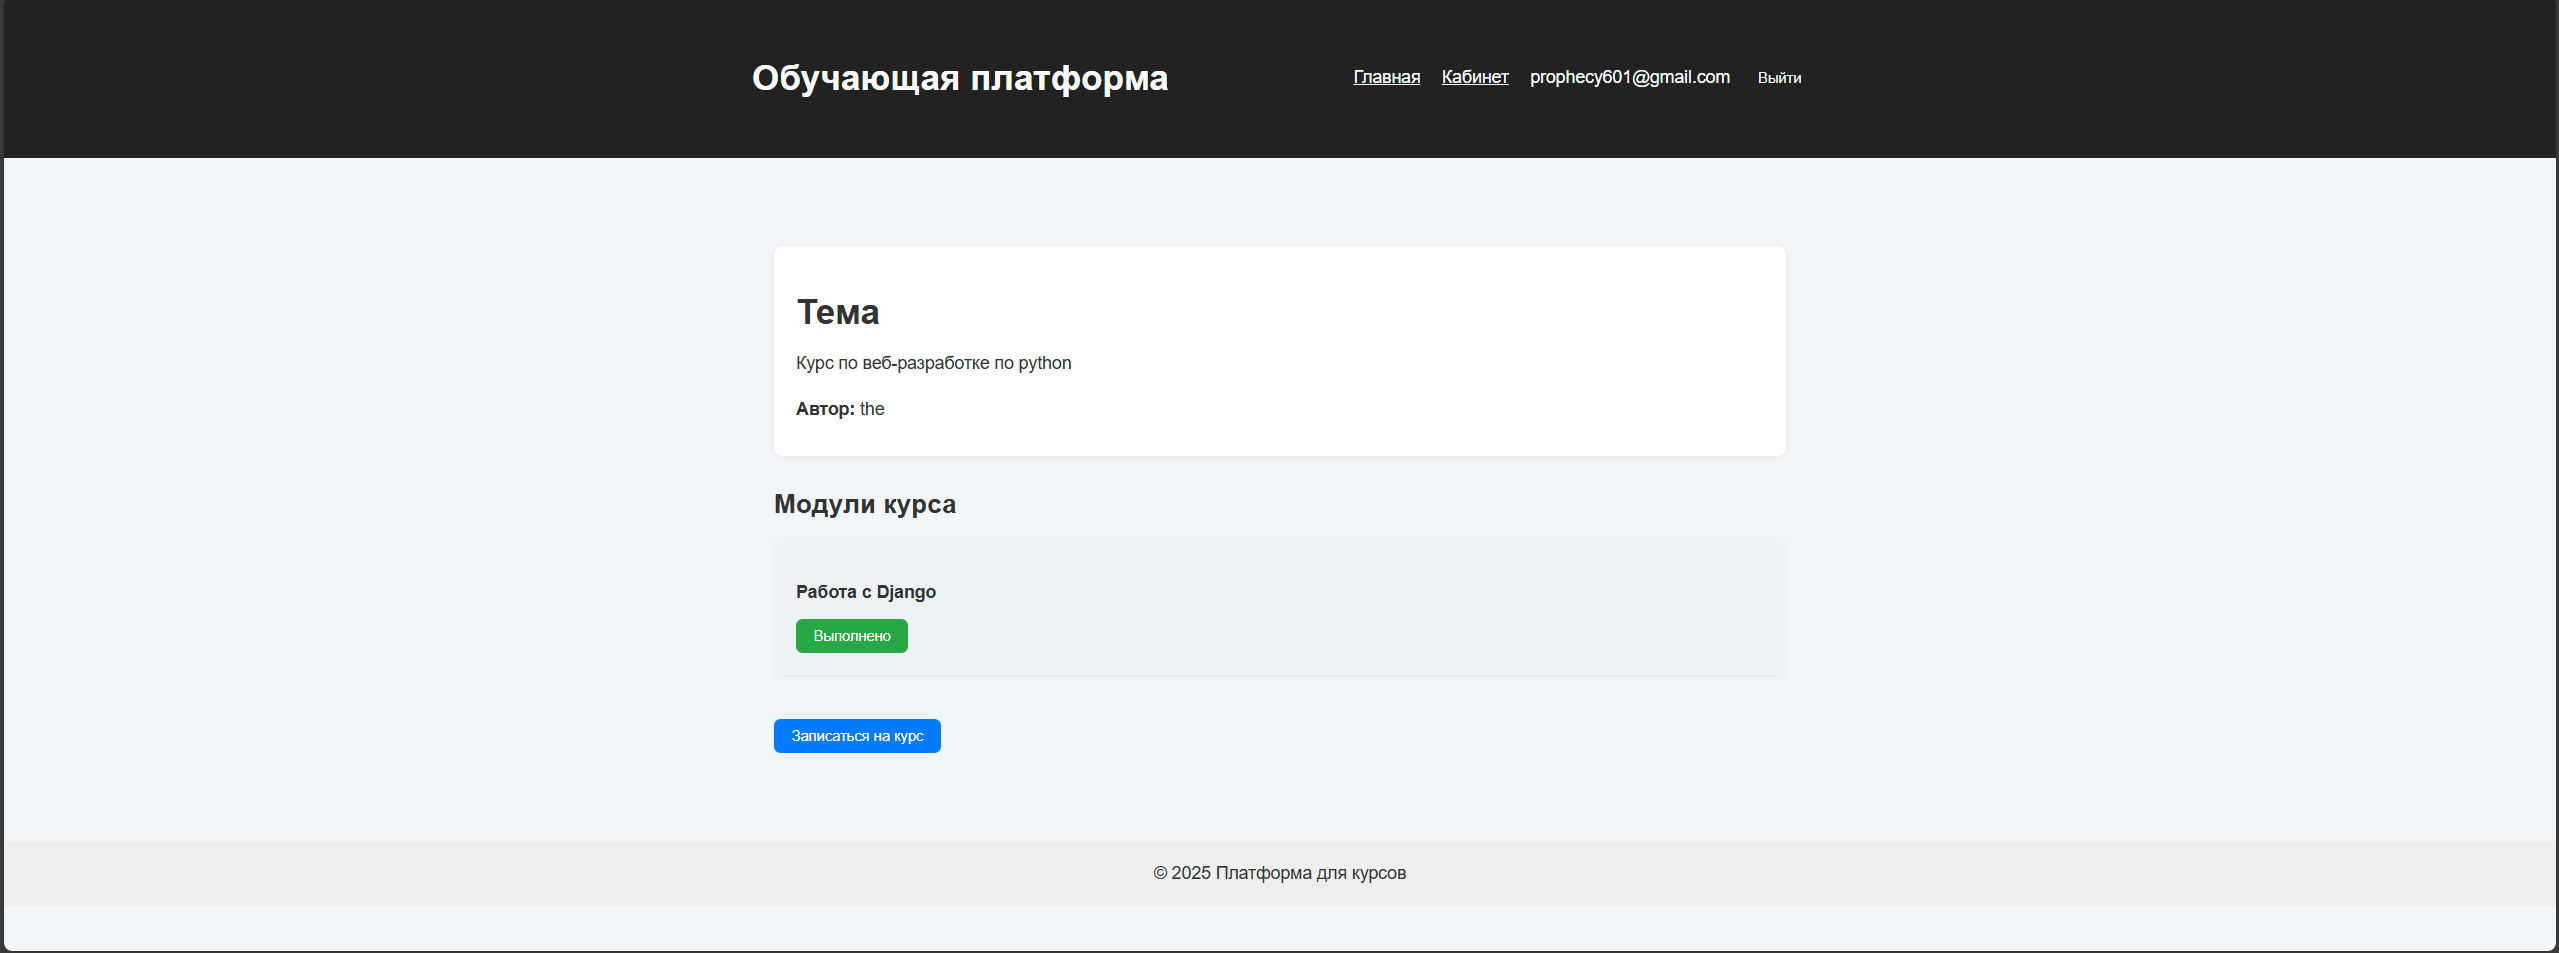 Обучающая платформа
Главная Кабинет prophecy601@gmail.com Выйти
Тема
Курс по веб-разработке по python
Автор: the
Модули курса
Работа с Django
Выполнено
Записаться на курс
© 2025 Платформа для курсов